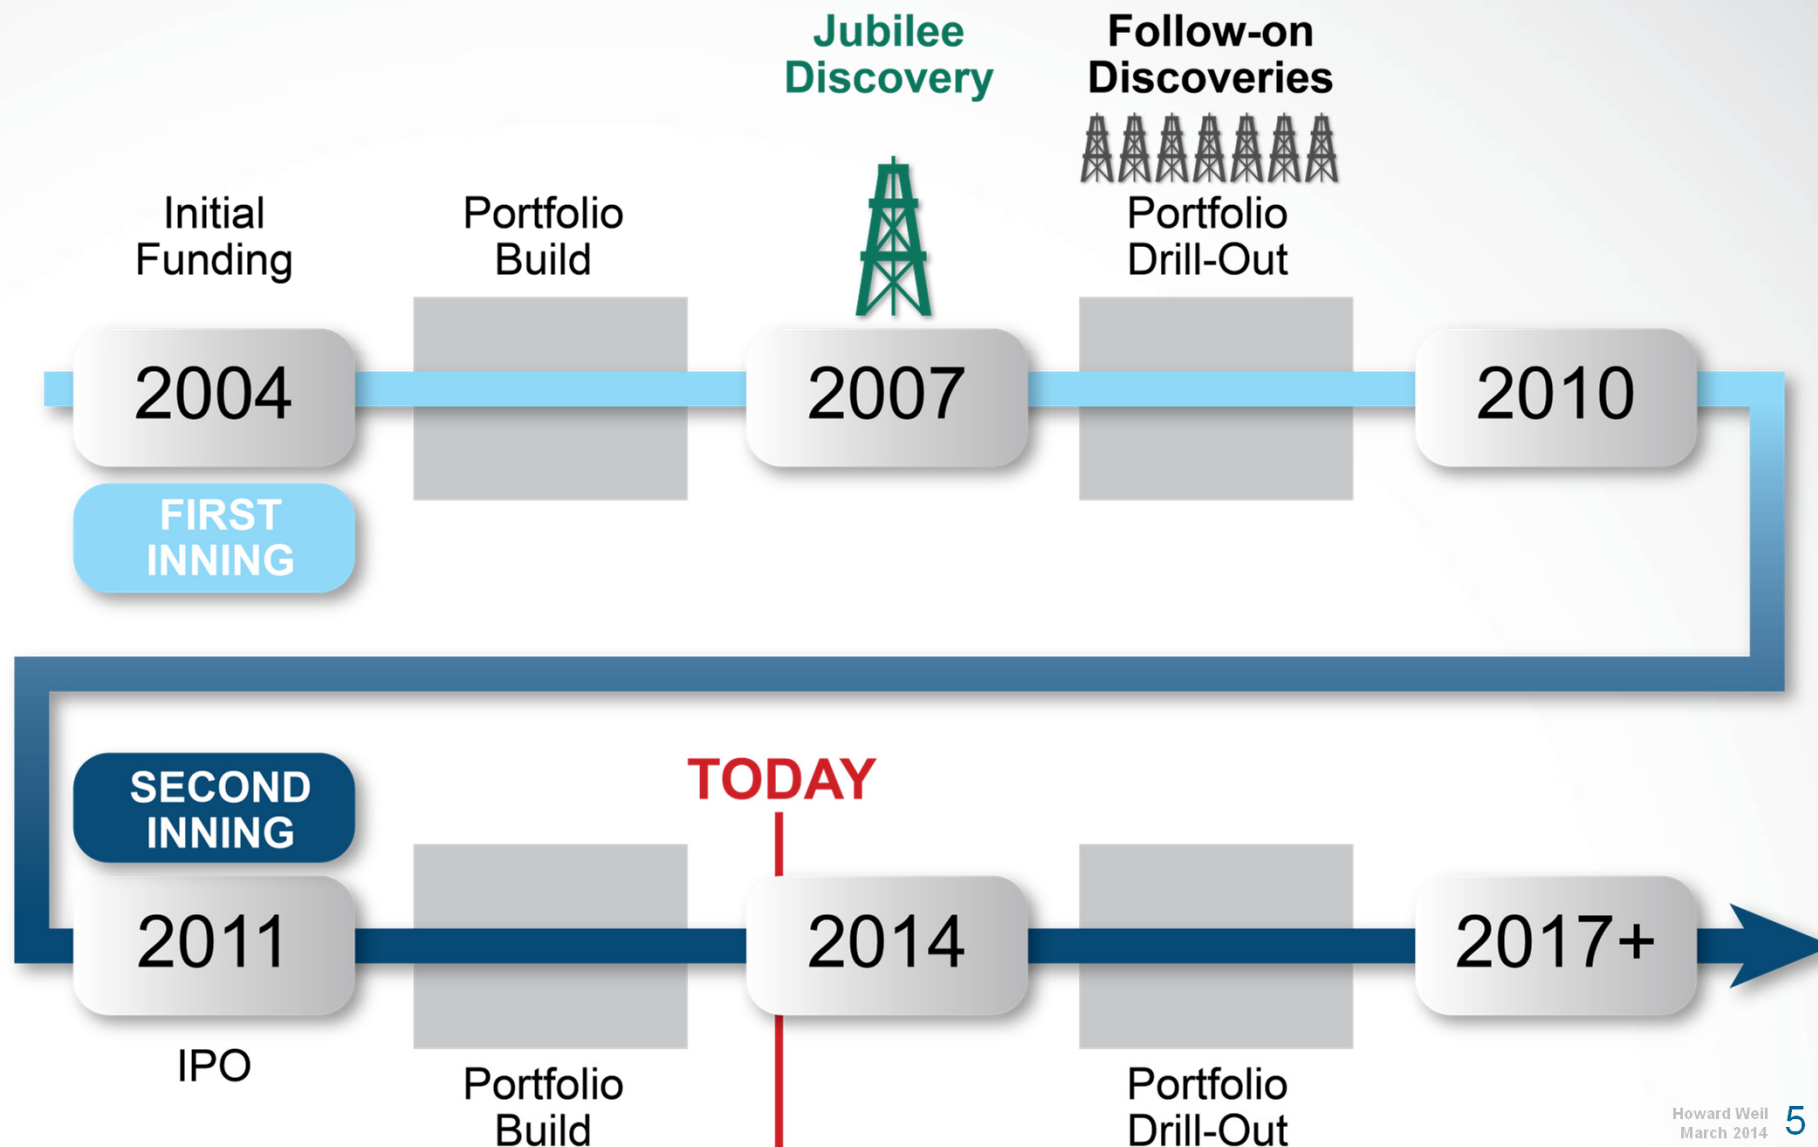 Jubilee
Discovery
Follow-on
Discoveries
Initial
Funding
Portfolio
Build
Portfolio
Drill-Out
2004
2007
2010
FIRST
INNING
SECOND
INNING
TODAY
2011
2014
2017+
IPO
Portfolio
Build
Portfolio
Drill-Out
Howard Weil
March 2014
5